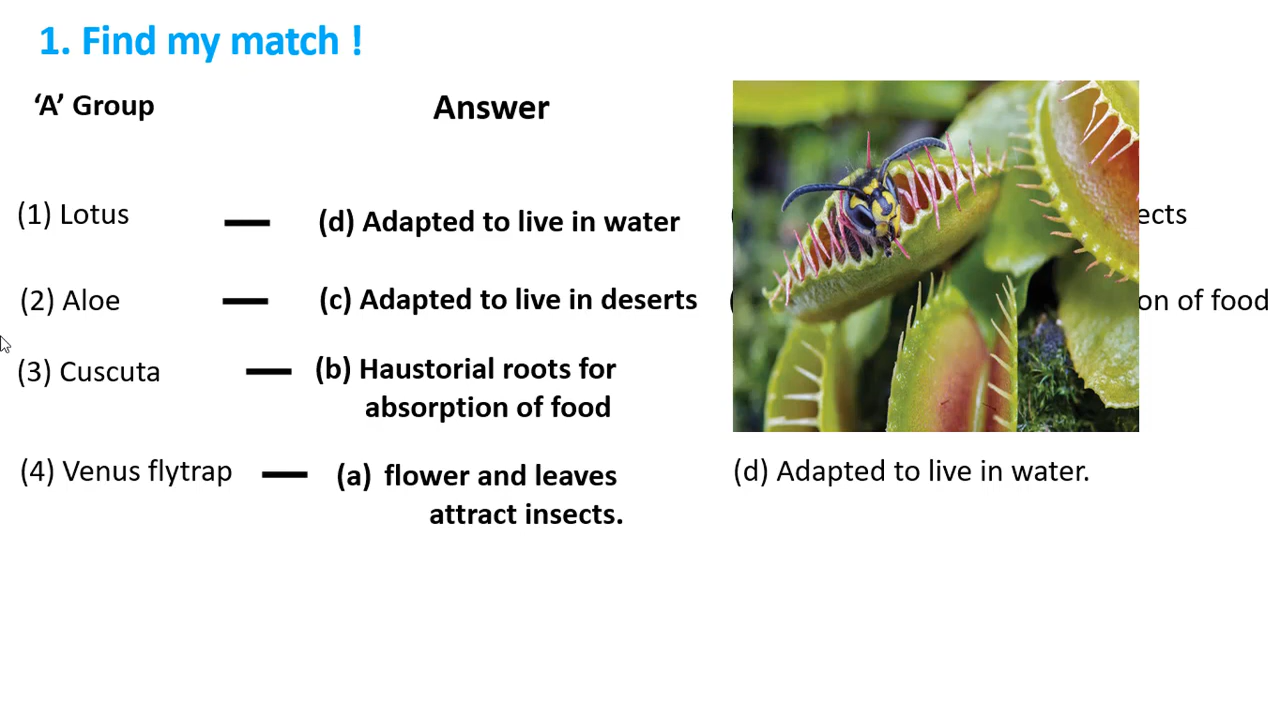 1. Find my match !
‘A’ Group
Answer
(1) Lotus — (d) Adapted to live in water
(2) Aloe — (c) Adapted to live in deserts
on of food
(3) Cuscuta — (b) Haustorial roots for
absorption of food
(4) Venus flytrap — (a) flower and leaves
attract insects.
(d) Adapted to live in water.